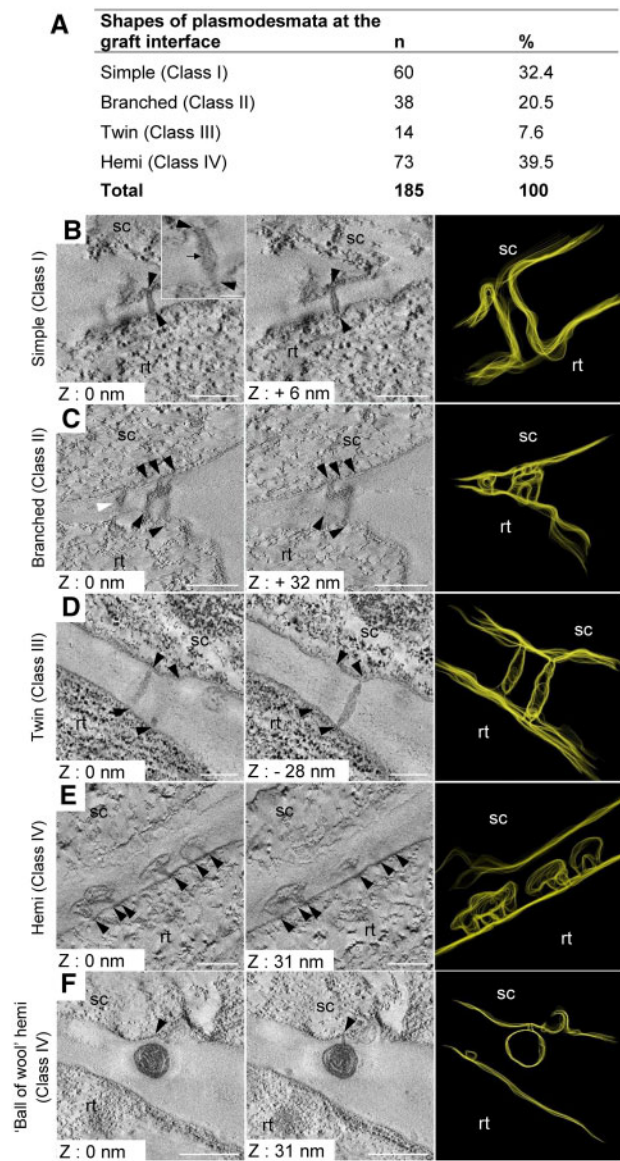 A
Shapes of plasmodesmata at the
graft interface n %
Simple (Class I) 60 32.4
Branched (Class II) 38 20.5
Twin (Class III) 14 7.6
Hemi (Class IV) 73 39.5
Total 185 100
B
Simple (Class I)
sc
rt
Z : 0 nm
sc
rt
Z : + 6 nm
sc
rt
C
Branched (Class II)
sc
rt
Z : 0 nm
sc
rt
Z : + 32 nm
sc
rt
D
Twin (Class III)
sc
rt
Z : 0 nm
sc
rt
Z : - 28 nm
sc
rt
E
Hemi (Class IV)
sc
rt
Z : 0 nm
sc
rt
Z : 31 nm
sc
rt
F
'Ball of wool' hemi
(Class IV)
sc
rt
Z : 0 nm
sc
rt
Z : 31 nm
sc
rt